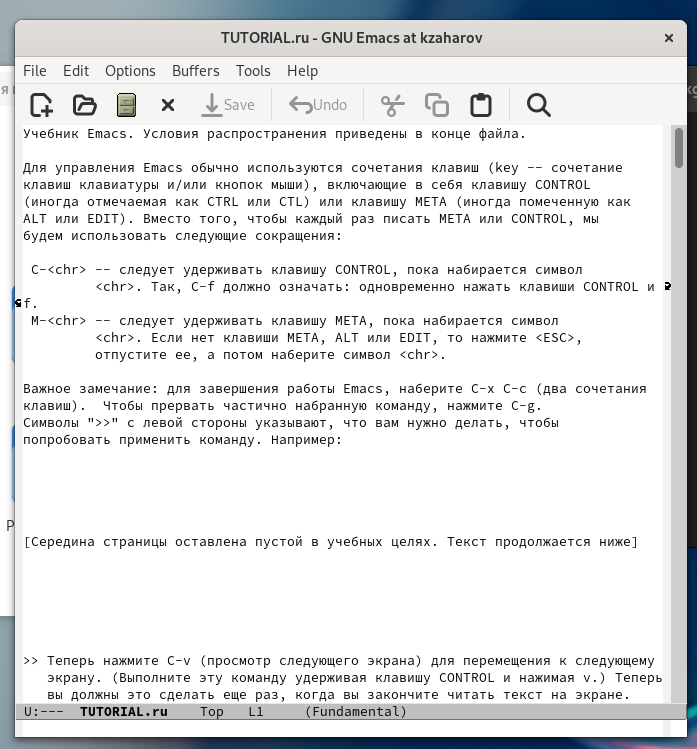 TUTORIAL.ru - GNU Emacs at kzaharov
File Edit Options Buffers Tools Help
Save Undo
Учебник Emacs. Условия распространения приведены в конце файла.
Для управления Emacs обычно используются сочетания клавиш (key -- сочетание
клавиш клавиатуры и/или кнопок мыши), включающие в себя клавишу CONTROL
(иногда отмечаемая как CTRL или CTL) или клавишу META (иногда помеченную как
ALT или EDIT). Вместо того, чтобы каждый раз писать META или CONTROL, мы
будем использовать следующие сокращения:
C-<chr> -- следует удерживать клавишу CONTROL, пока набирается символ
<chr>. Так, C-f должно означать: одновременно нажать клавиши CONTROL и
f.
M-<chr> -- следует удерживать клавишу META, пока набирается символ
<chr>. Если нет клавиши META, ALT или EDIT, то нажмите <ESC>,
отпустите ее, а потом наберите символ <chr>.
Важное замечание: для завершения работы Emacs, наберите C-x C-c (два сочетания
клавиш). Чтобы прервать частично набранную команду, нажмите C-g.
Символы ">>" с левой стороны указывают, что вам нужно делать, чтобы
попробовать применить команду. Например:
[Середина страницы оставлена пустой в учебных целях. Текст продолжается ниже]
>> Теперь нажмите C-v (просмотр следующего экрана) для перемещения к следующему
экрану. (Выполните эту команду удерживая клавишу CONTROL и нажимая v.) Теперь
вы должны это сделать еще раз, когда вы закончите читать текст на экране.
U:--- TUTORIAL.ru Top L1 (Fundamental)